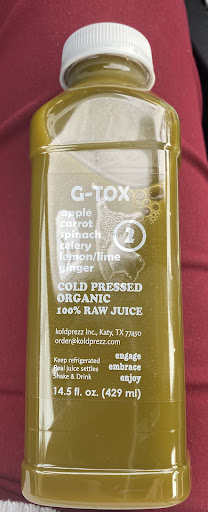 G-TOX
apple
carrot
spinach
celery
lemon/lime
ginger
2
COLD PRESSED
ORGANIC
100% RAW JUICE
koldprezz Inc., Katy, TX 77450
order@koldprezz.com
Keep refrigerated
Real juice settles
Shake & Drink
engage
embrace
enjoy
14.5 fl. oz. (429 ml)